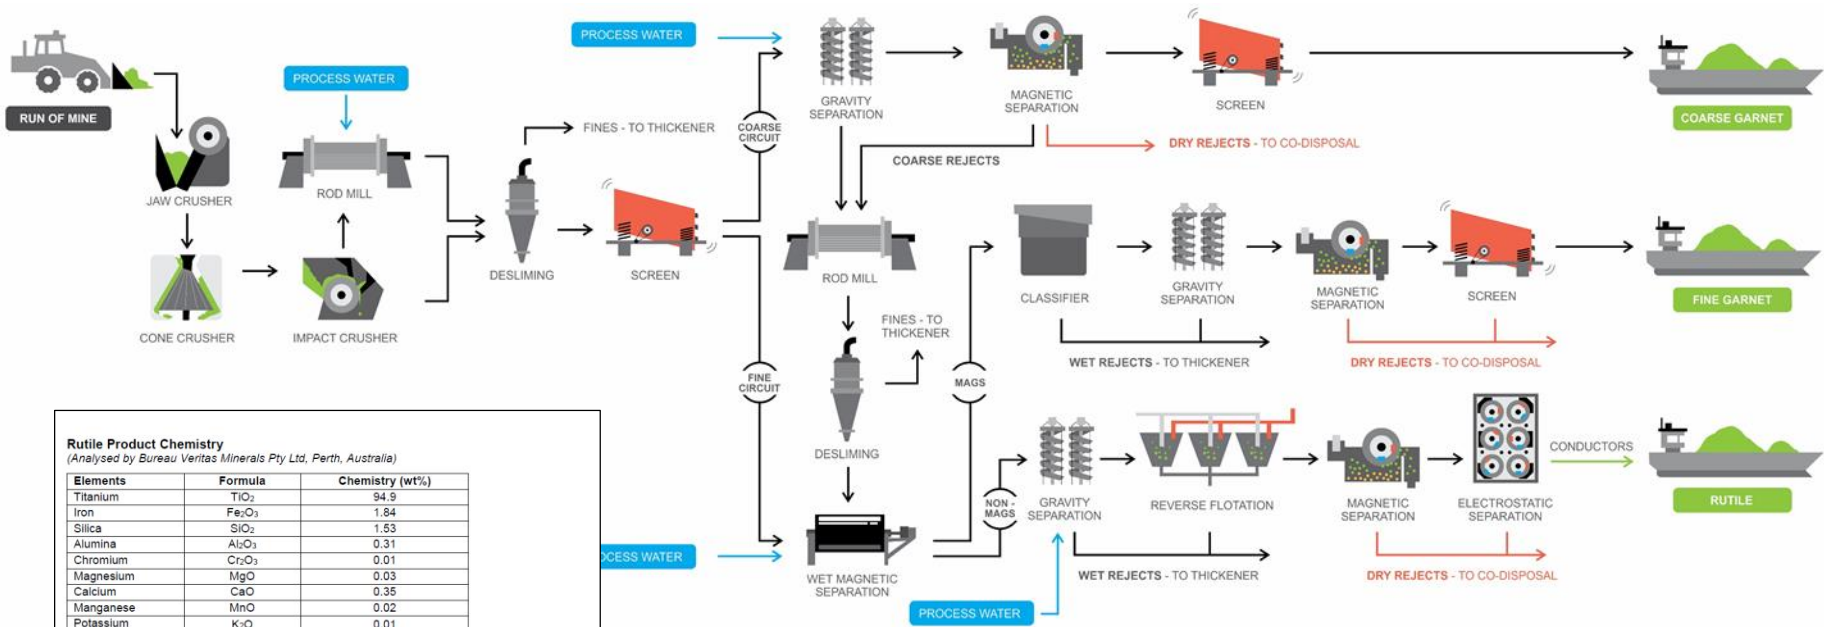 RUN OF MINE
JAW CRUSHER
CONE CRUSHER
IMPACT CRUSHER
PROCESS WATER
ROD MILL
FINES - TO THICKENER
DESLIMING
SCREEN
COARSE
CIRCUIT
FINE
CIRCUIT
PROCESS WATER
GRAVITY
SEPARATION
MAGNETIC
SEPARATION
SCREEN
COARSE GARNET
COARSE REJECTS
DRY REJECTS - TO CO-DISPOSAL
ROD MILL
FINES - TO
THICKENER
DESLIMING
WET MAGNETIC
SEPARATION
MAGS
NON -
MAGS
CLASSIFIER
GRAVITY
SEPARATION
MAGNETIC
SEPARATION
SCREEN
FINE GARNET
WET REJECTS - TO THICKENER
DRY REJECTS - TO CO-DISPOSAL
GRAVITY
SEPARATION
REVERSE FLOTATION
MAGNETIC
SEPARATION
ELECTROSTATIC
SEPARATION
CONDUCTORS
RUTILE
WET REJECTS - TO THICKENER
DRY REJECTS - TO CO-DISPOSAL
PROCESS WATER
OCESS WATER
Rutile Product Chemistry
(Analysed by Bureau Veritas Minerals Pty Ltd, Perth, Australia)
Elements Formula Chemistry (wt%)
Titanium TiO₂ 94.9
Iron Fe₂O₃ 1.84
Silica SiO₂ 1.53
Alumina Al₂O₃ 0.31
Chromium Cr₂O₃ 0.01
Magnesium MgO 0.03
Calcium CaO 0.35
Manganese MnO 0.02
Potassium K₂O 0.01